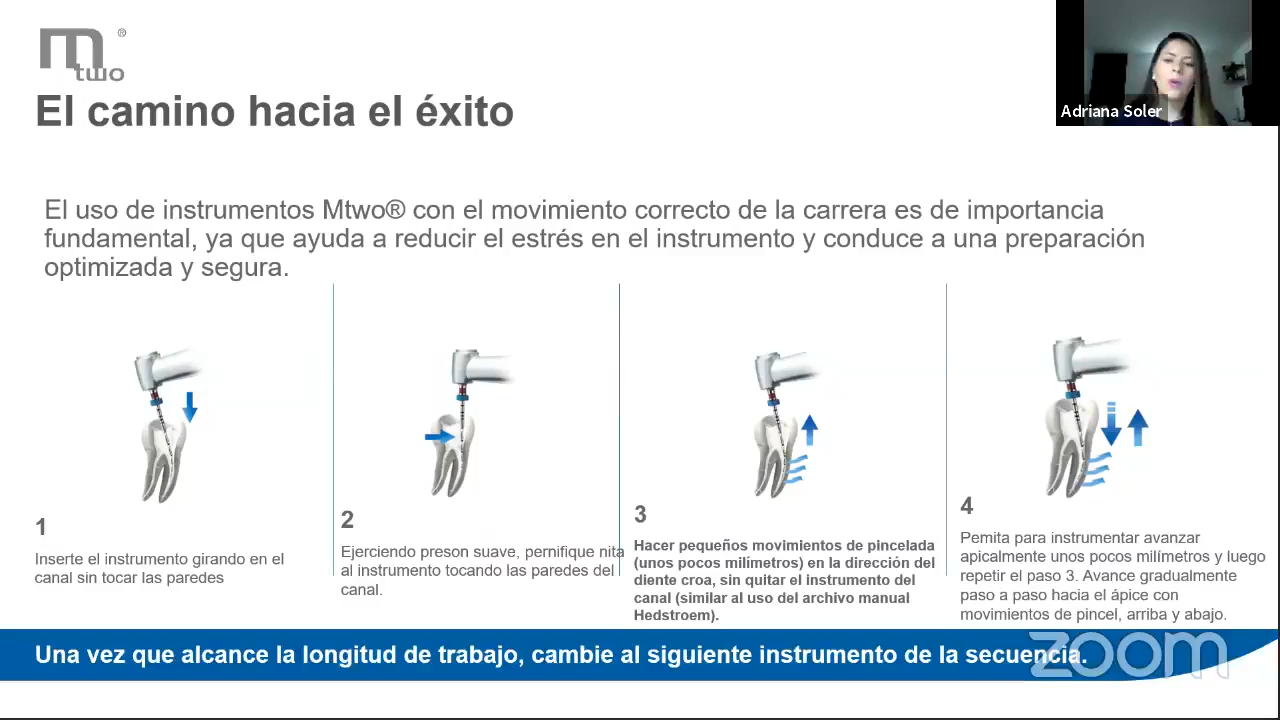 m®
two
El camino hacia el éxito
Adriana Soler
El uso de instrumentos Mtwo® con el movimiento correcto de la carrera es de importancia
fundamental, ya que ayuda a reducir el estrés en el instrumento y conduce a una preparación
optimizada y segura.
1
Inserte el instrumento girando en el
canal sin tocar las paredes
2
Ejerciendo preson suave, pernifique nita
al instrumento tocando las paredes del
canal.
3
Hacer pequeños movimientos de pincelada
(unos pocos milímetros) en la dirección del
diente croa, sin quitar el instrumento del
canal (similar al uso del archivo manual
Hedstroem).
4
Pemita para instrumentar avanzar
apicalmente unos pocos milímetros y luego
repetir el paso 3. Avance gradualmente
paso a paso hacia el ápice con
movimientos de pincel, arriba y abajo.
Una vez que alcance la longitud de trabajo, cambie al siguiente instrumento de la secuencia.
zoom